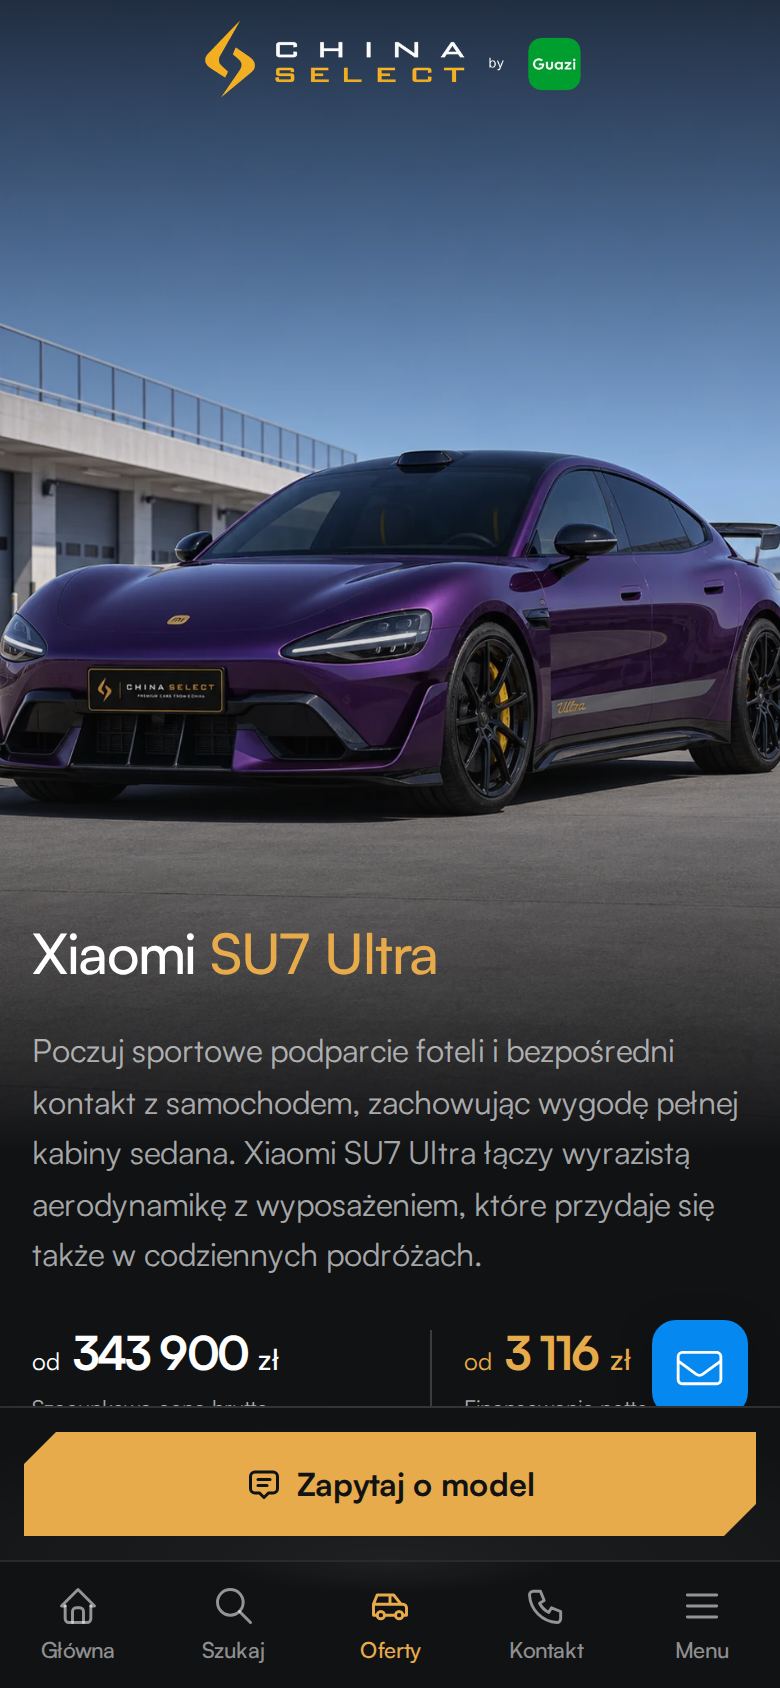 CHINA
SELECT
by
Guazi
CHINA SELECT
Ultra
Xiaomi SU7 Ultra
Poczuj sportowe podparcie foteli i bezpośredni
kontakt z samochodem, zachowując wygodę pełnej
kabiny sedana. Xiaomi SU7 Ultra łączy wyrazistą
aerodynamikę z wyposażeniem, które przydaje się
także w codziennych podróżach.
od 343 900 zł
od 3 116 zł
Zapytaj o model
Główna
Szukaj
Oferty
Kontakt
Menu